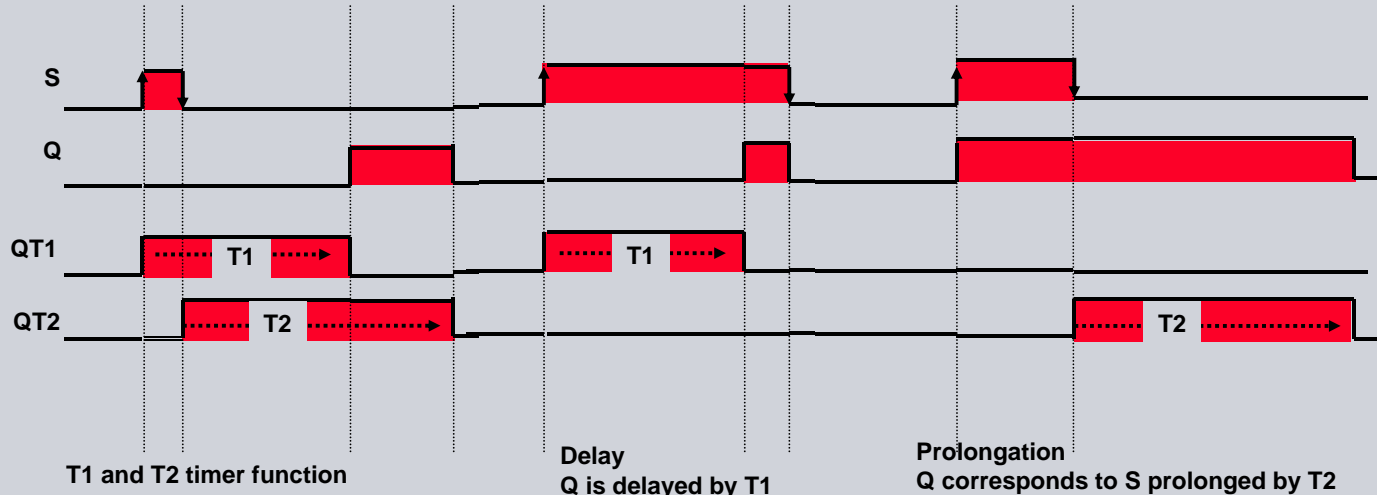 S
Q
QT1
T1
T1
QT2
T2
T2
T1 and T2 timer function
Delay
Q is delayed by T1
Prolongation
Q corresponds to S prolonged by T2